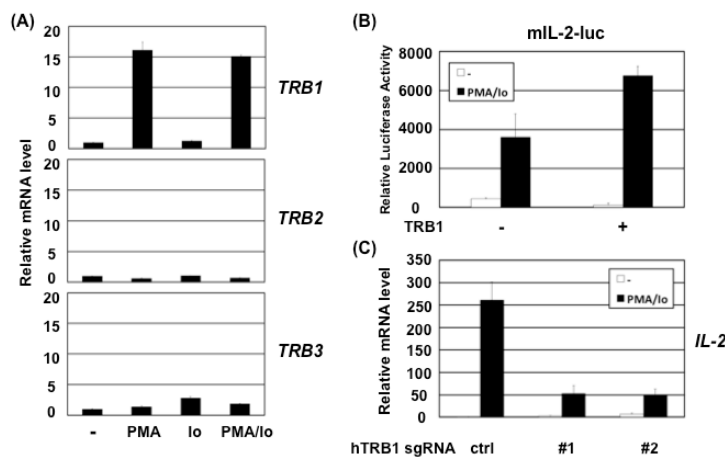 (A)
Relative mRNA level
20
15
10
5
0
TRB1
20
15
10
5
0
TRB2
20
15
10
5
0
TRB3
- PMA Io PMA/Io
(B)
mIL-2-luc
Relative Luciferase Activity
8000
6000
4000
2000
0
-
PMA/Io
TRB1 - +
(C)
Relative mRNA level
350
300
250
200
150
100
50
0
-
PMA/Io
IL-2
hTRB1 sgRNA ctrl #1 #2